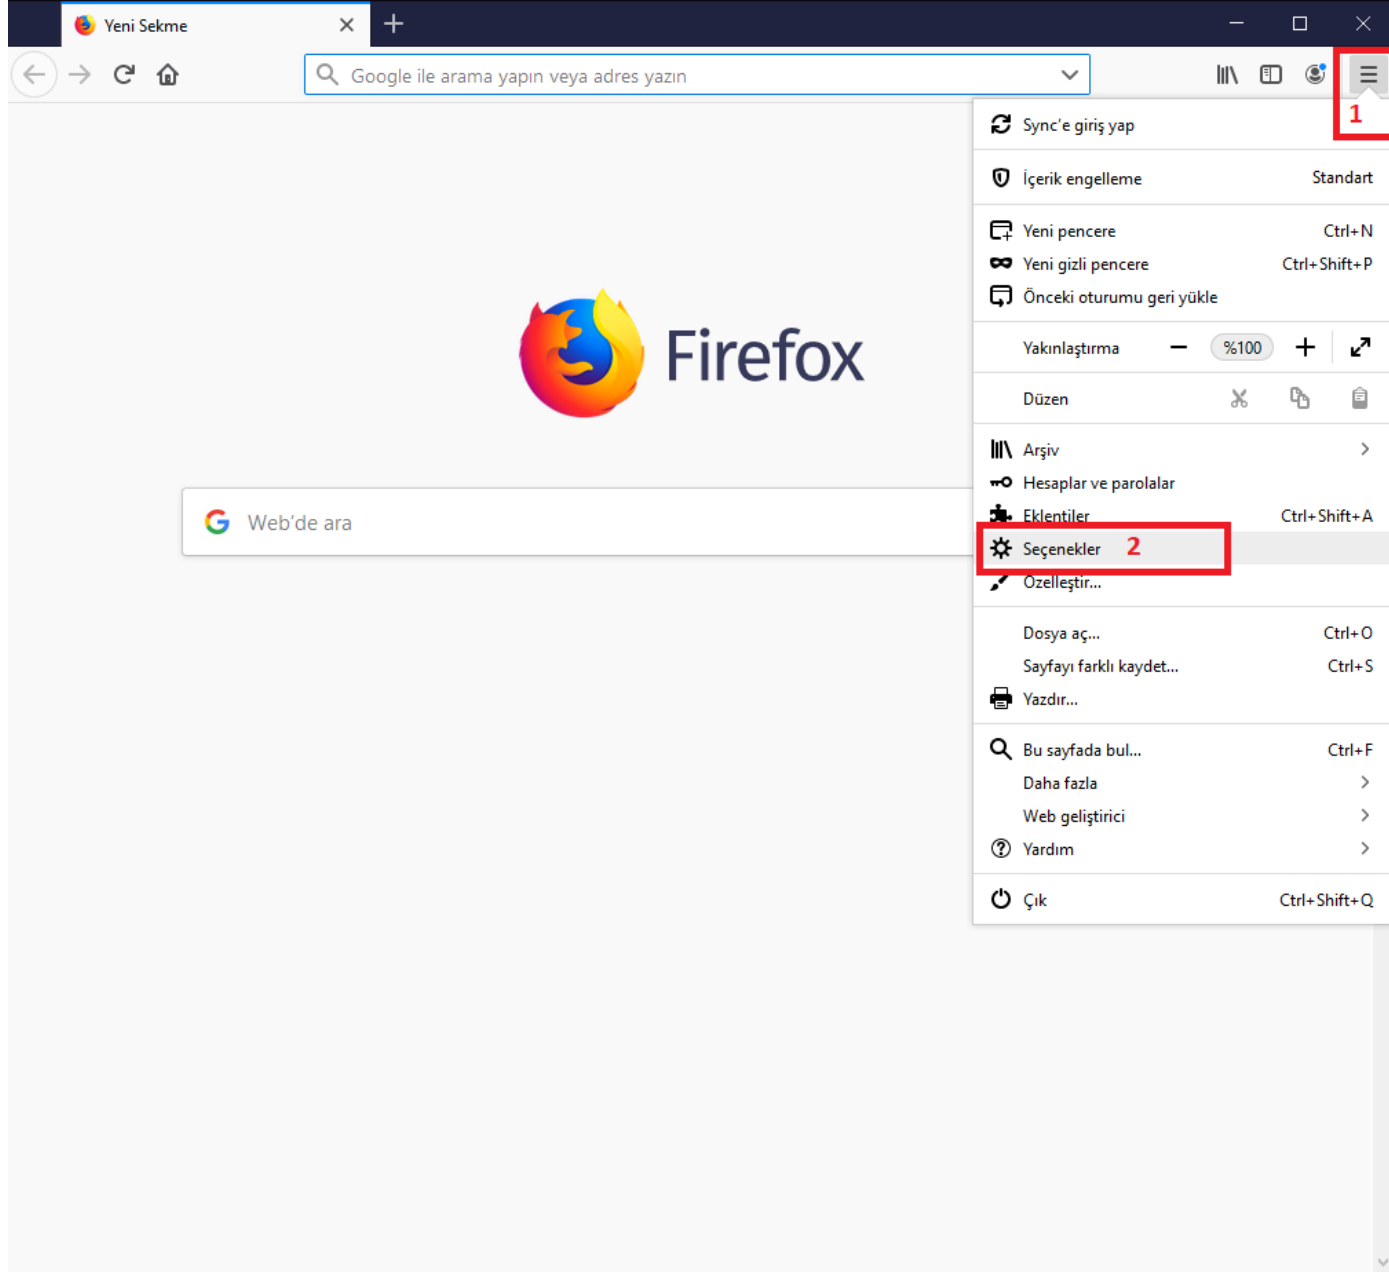 Yeni Sekme
Google ile arama yapın veya adres yazın
1
Sync'e giriş yap
İçerik engelleme Standart
Yeni pencere Ctrl+N
Yeni gizli pencere Ctrl+Shift+P
Önceki oturumu geri yükle
Yakınlaştırma %100
Düzen
Arşiv
Hesaplar ve parolalar
Eklentiler Ctrl+Shift+A
Seçenekler 2
Özelleştir...
Dosya aç... Ctrl+O
Sayfayı farklı kaydet... Ctrl+S
Yazdır...
Bu sayfada bul... Ctrl+F
Daha fazla
Web geliştirici
Yardım
Çık Ctrl+Shift+Q
Firefox
Web'de ara